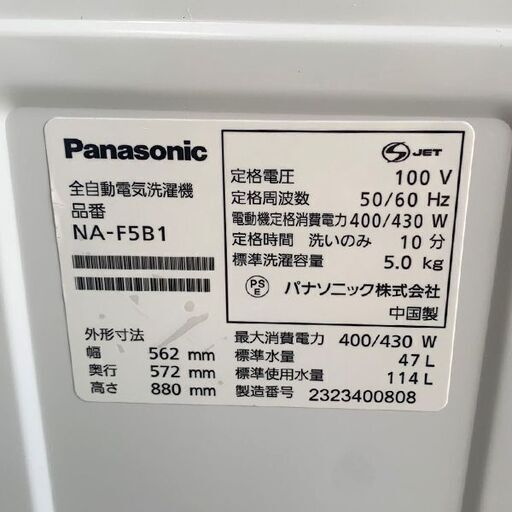 Panasonic
全自動電気洗濯機
品番
NA-F5B1
外形寸法
幅 562 mm
奥行 572 mm
高さ 880 mm
S JET
定格電圧 100 V
定格周波数 50/60 Hz
電動機定格消費電力 400/430 W
定格時間 洗いのみ 10 分
標準洗濯容量 5.0 kg
PS E パナソニック株式会社
中国製
最大消費電力 400/430 W
標準水量 47 L
標準使用水量 114 L
製造番号 2323400808